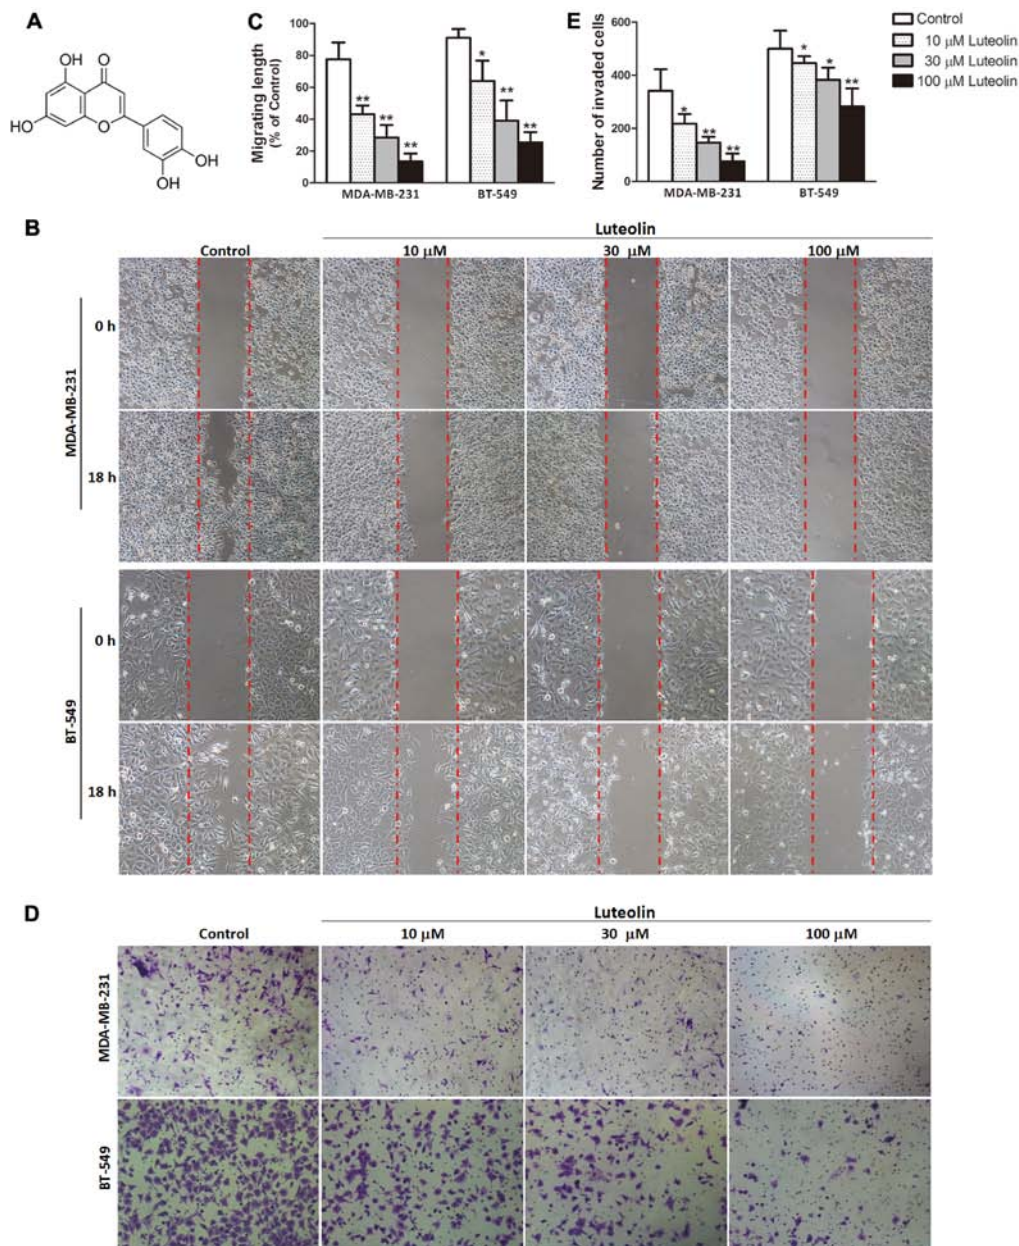 A
OH
O
HO
O
OH
OH
C
Migrating length
(% of Control)
100
80
60
40
20
0
**
**
**
*
**
**
MDA-MB-231
BT-549
E
Number of invaded cells
600
400
200
0
*
**
**
*
*
**
MDA-MB-231
BT-549
Control
10 µM Luteolin
30 µM Luteolin
100 µM Luteolin
B
Luteolin
Control
10 µM
30 µM
100 µM
MDA-MB-231
0 h
18 h
BT-549
0 h
18 h
D
Luteolin
Control
10 µM
30 µM
100 µM
MDA-MB-231
BT-549